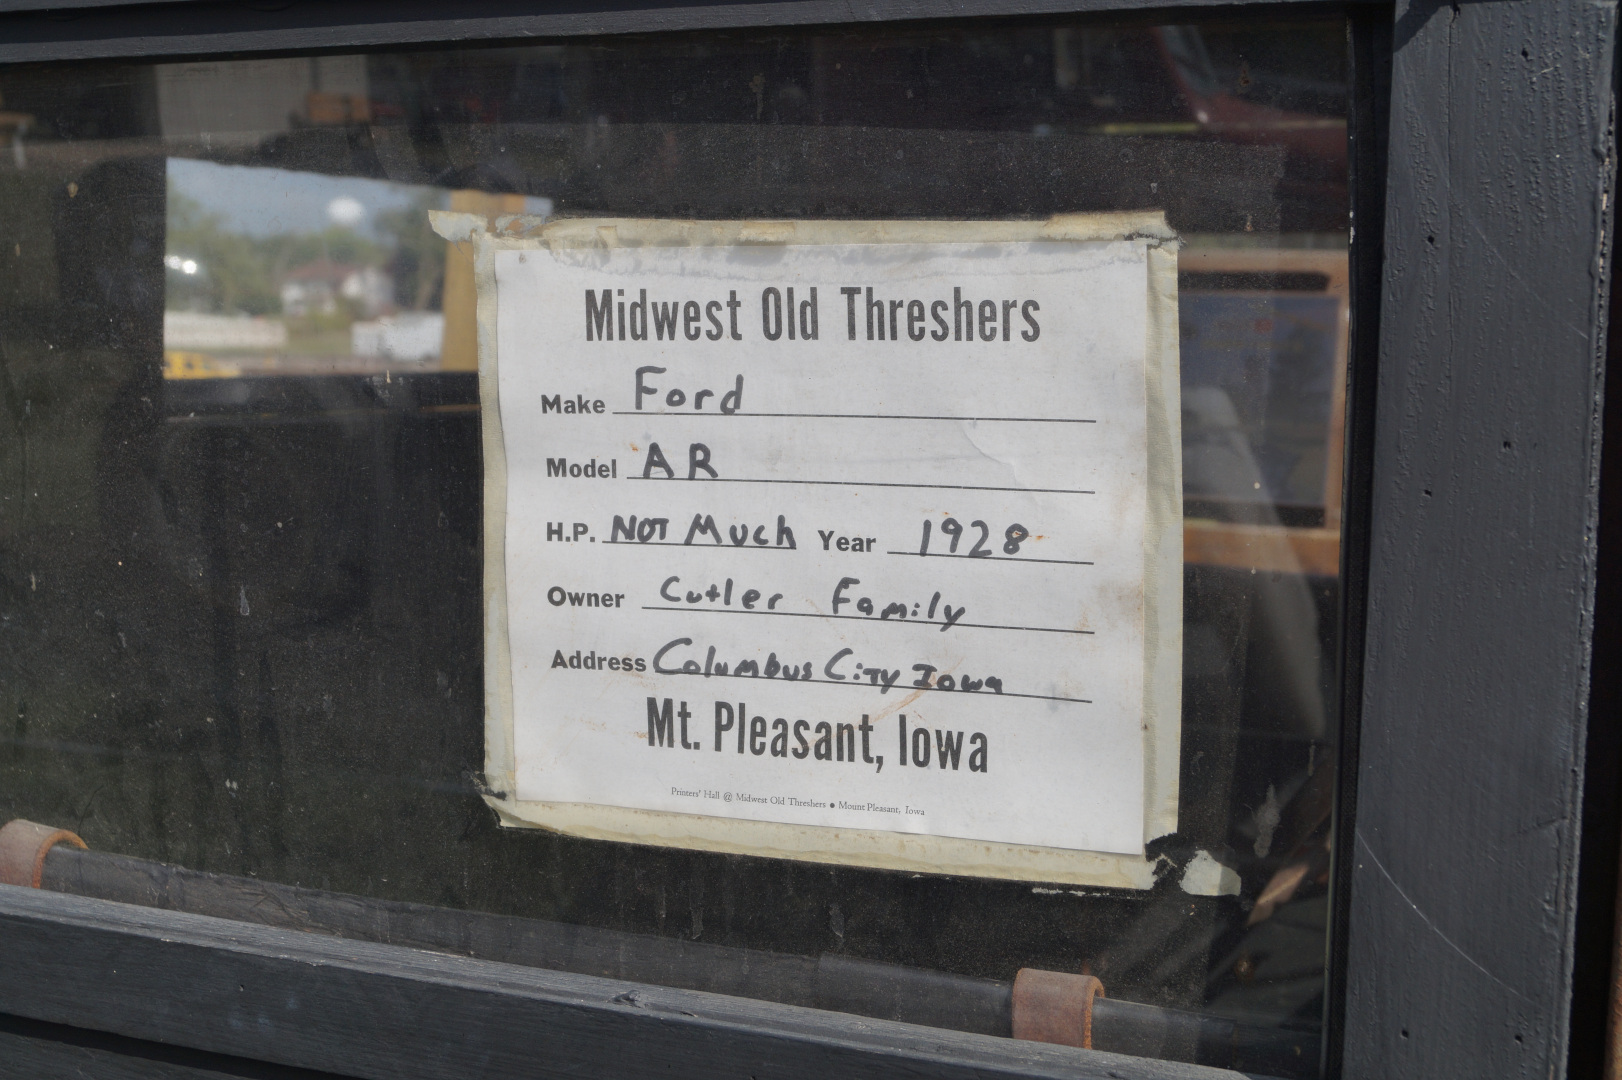 Midwest Old Threshers
Make Ford
Model AR
H.P. NOT Much Year 1928
Owner Cutler Family
Address Columbus City Iowa
Mt. Pleasant, Iowa
Printers' Hall @ Midwest Old Threshers ● Mount Pleasant, Iowa